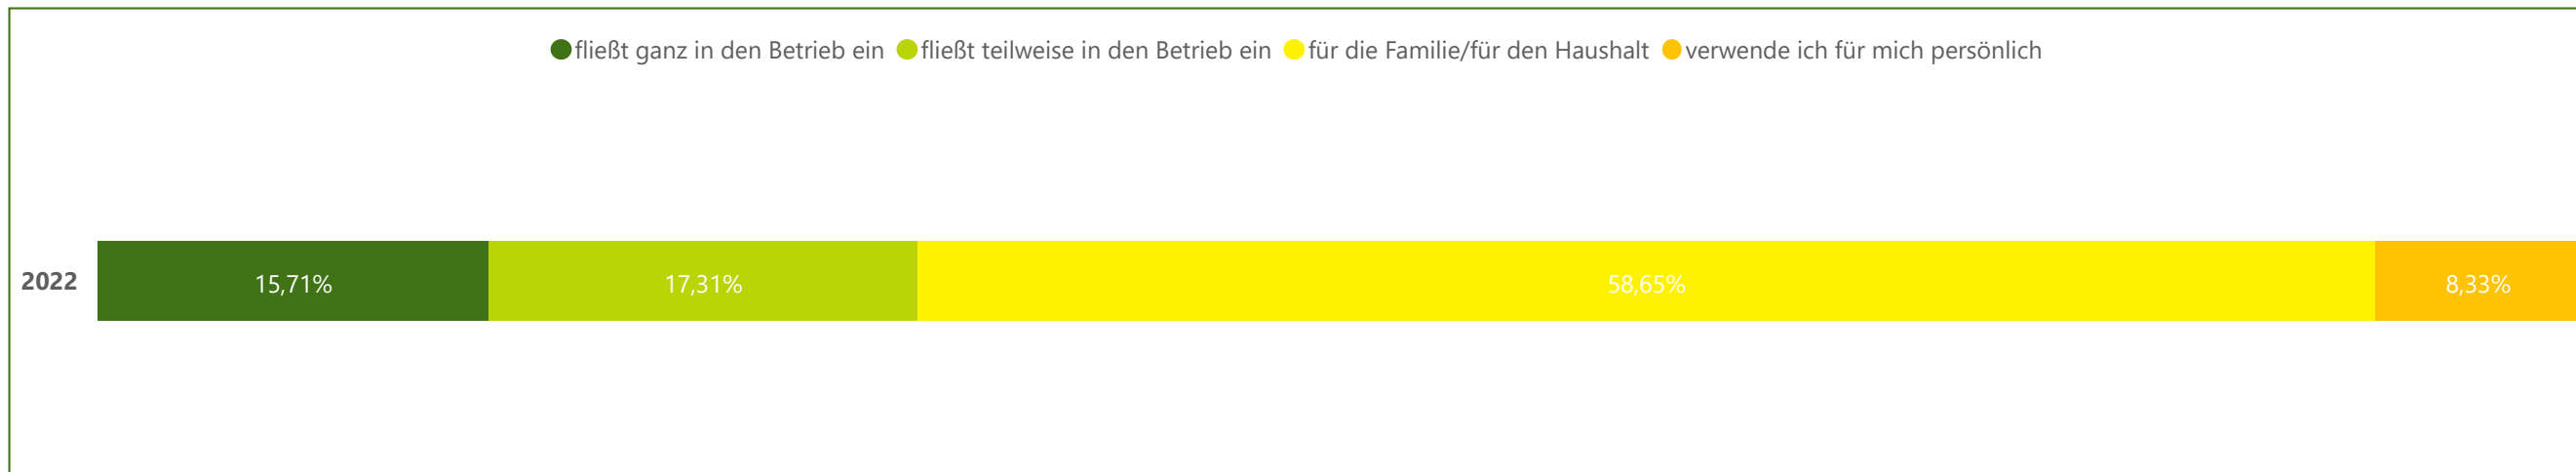 fließt ganz in den Betrieb ein fließt teilweise in den Betrieb ein für die Familie/für den Haushalt verwende ich für mich persönlich
2022 15,71% 17,31% 58,65% 8,33%